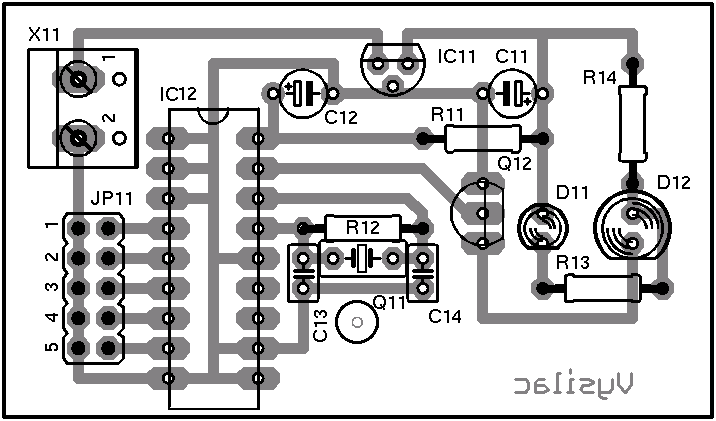 X11
1
2
IC11
C11
R14
IC12
C12
R11
Q12
JP11
D11
D12
1
2
3
4
5
R12
R13
Q11
C13
C14
Vysilac